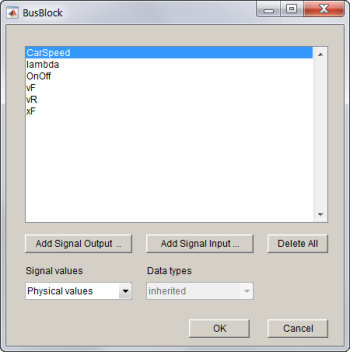 BusBlock
CarSpeed
lambda
OnOff
vF
vR
xF
Add Signal Output ..
Add Signal Input ...
Delete All
Signal values
Data types
Physical values
inherited
OK
Cancel